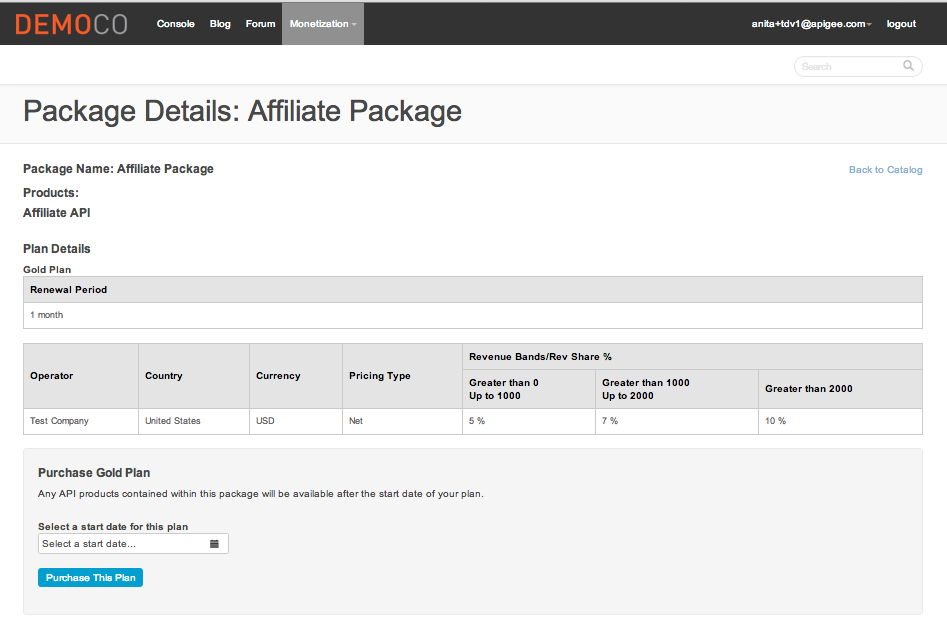 DEMOCO Console Blog Forum Monetization anita+tdv1@apigee.com logout
Search
Package Details: Affiliate Package
Package Name: Affiliate Package Back to Catalog
Products:
Affiliate API
Plan Details
Gold Plan
Renewal Period
1 month
Operator Country Currency Pricing Type Revenue Bands/Rev Share %
Greater than 0 Up to 1000 Greater than 1000 Up to 2000 Greater than 2000
Test Company United States USD Net 5 % 7 % 10 %
Purchase Gold Plan
Any API products contained within this package will be available after the start date of your plan.
Select a start date for this plan
Select a start date...
Purchase This Plan